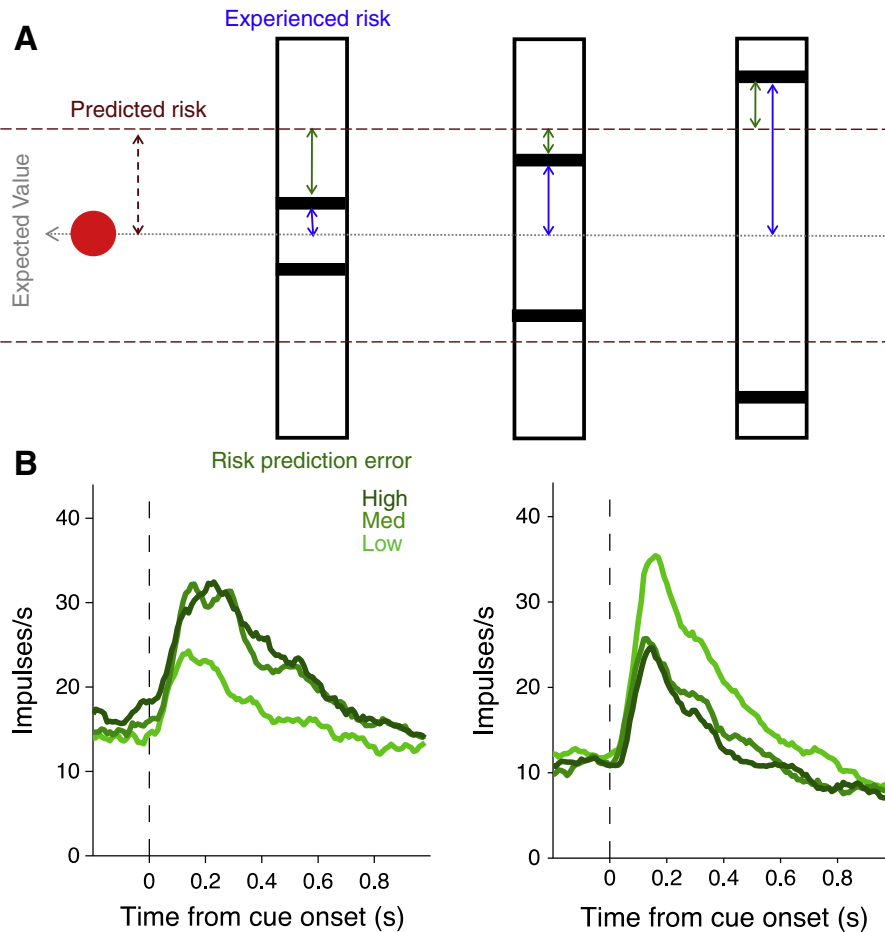 A
Experienced risk
Predicted risk
Expected Value
B
Risk prediction error
High
Med
Low
Impulses/s
40
30
20
10
0
0
0.2
0.4
0.6
0.8
Time from cue onset (s)
Impulses/s
40
30
20
10
0
0
0.2
0.4
0.6
0.8
Time from cue onset (s)